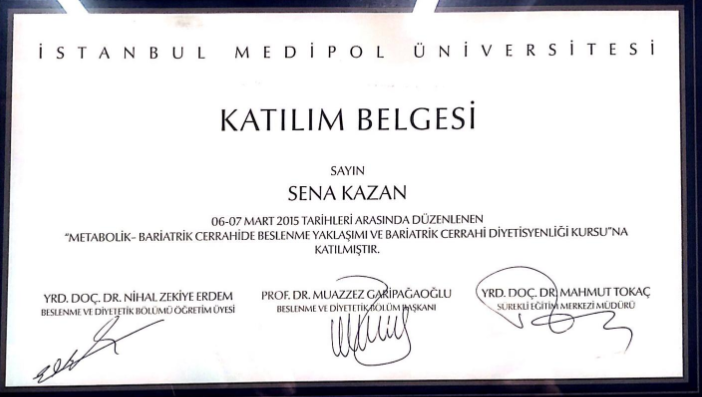 İSTANBUL MEDİPOL ÜNİVERSİTESİ
KATILIM BELGESİ
SAYIN
SENA KAZAN
06-07 MART 2015 TARİHLERİ ARASINDA DÜZENLENEN
"METABOLİK- BARİATRİK CERRAHİDE BESLENME YAKLAŞIMI VE BARİATRİK CERRAHİ DİYETİSYENLİĞİ KURSU"NA
KATILMIŞTIR.
YRD. DOÇ. DR. NİHAL ZEKİYE ERDEM
BESLENME VE DİYETETİK BÖLÜMÜ ÖĞRETİM ÜYESİ
PROF. DR. MUAZZEZ GARİPAĞAOĞLU
BESLENME VE DİYETETİK BÖLÜM BAŞKANI
YRD. DOÇ. DR. MAHMUT TOKAÇ
SÜREKLİ EĞİTİM MERKEZİ MÜDÜRÜ